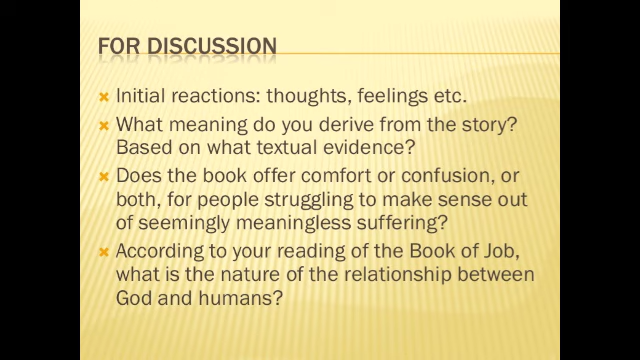 FOR DISCUSSION
× Initial reactions: thoughts, feelings etc.
× What meaning do you derive from the story?
Based on what textual evidence?
× Does the book offer comfort or confusion, or
both, for people struggling to make sense out
of seemingly meaningless suffering?
× According to your reading of the Book of Job,
what is the nature of the relationship between
God and humans?